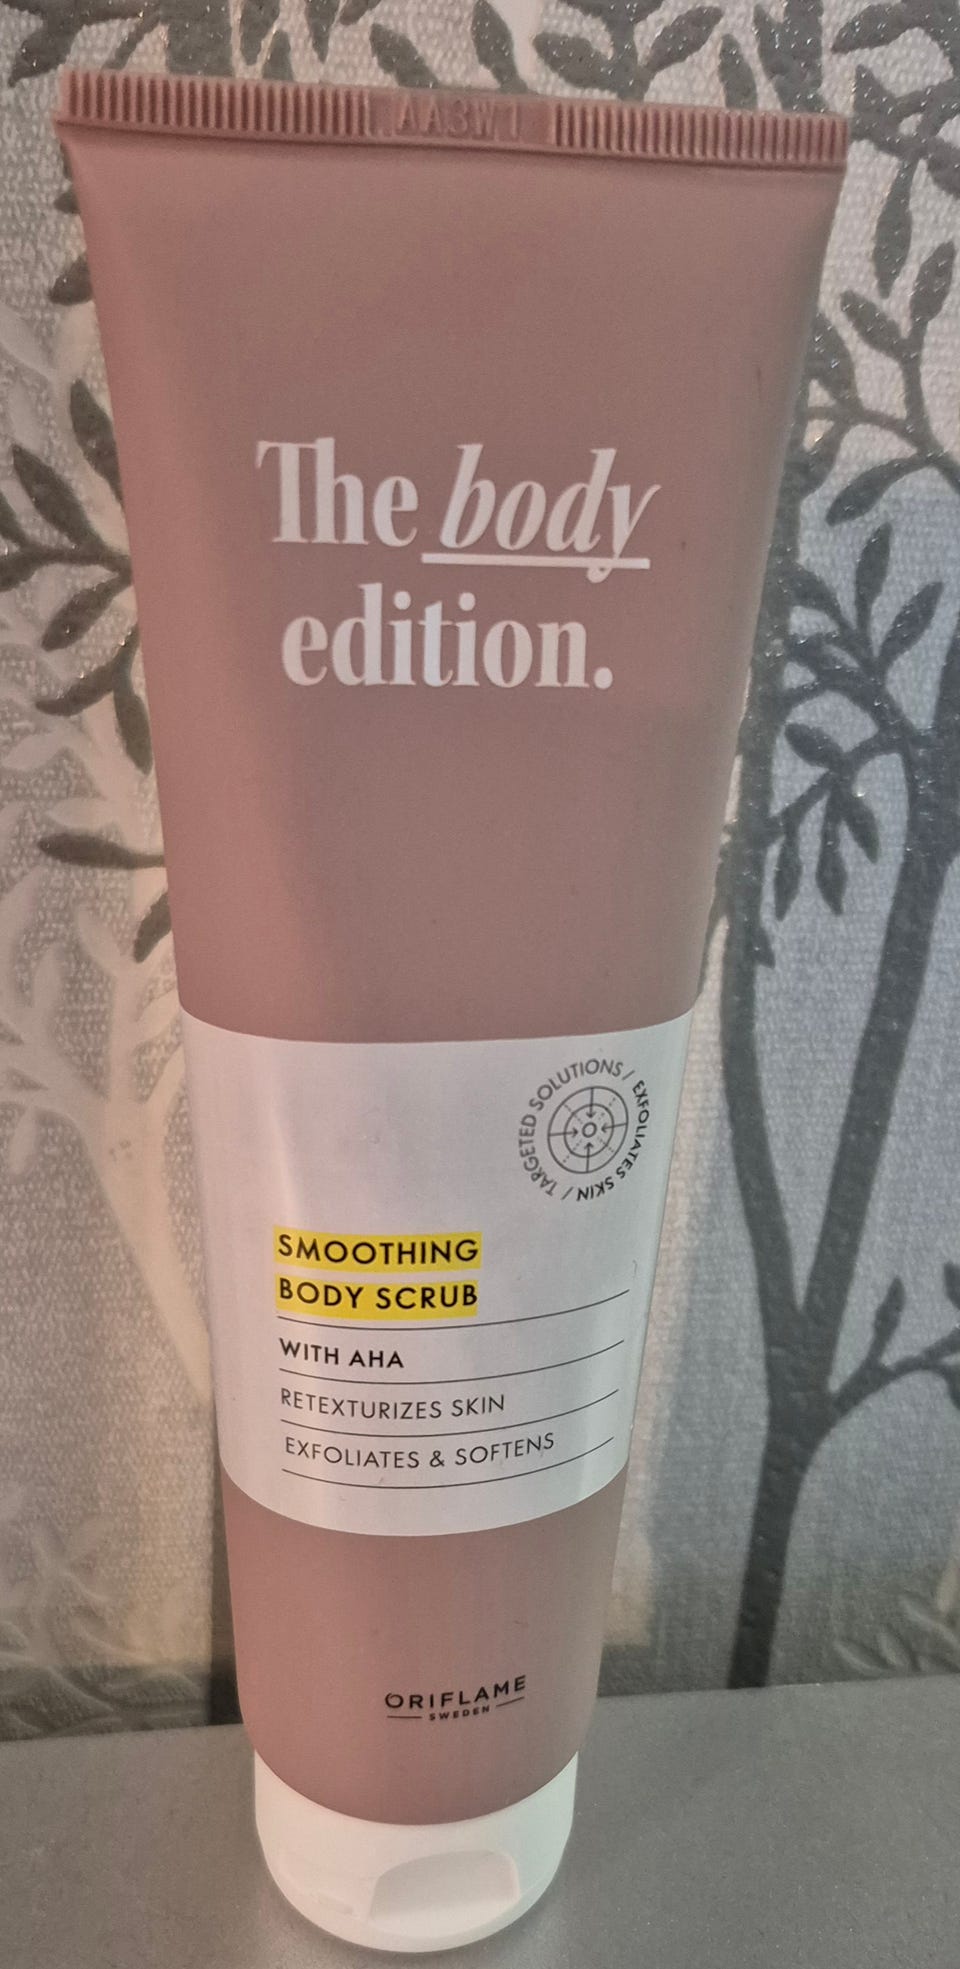 AA3W1
The body
edition.
TARGETED SOLUTIONS / EXFOLIATES SKIN /
SMOOTHING
BODY SCRUB
WITH AHA
RETEXTURIZES SKIN
EXFOLIATES & SOFTENS
ORIFLAME
SWEDEN